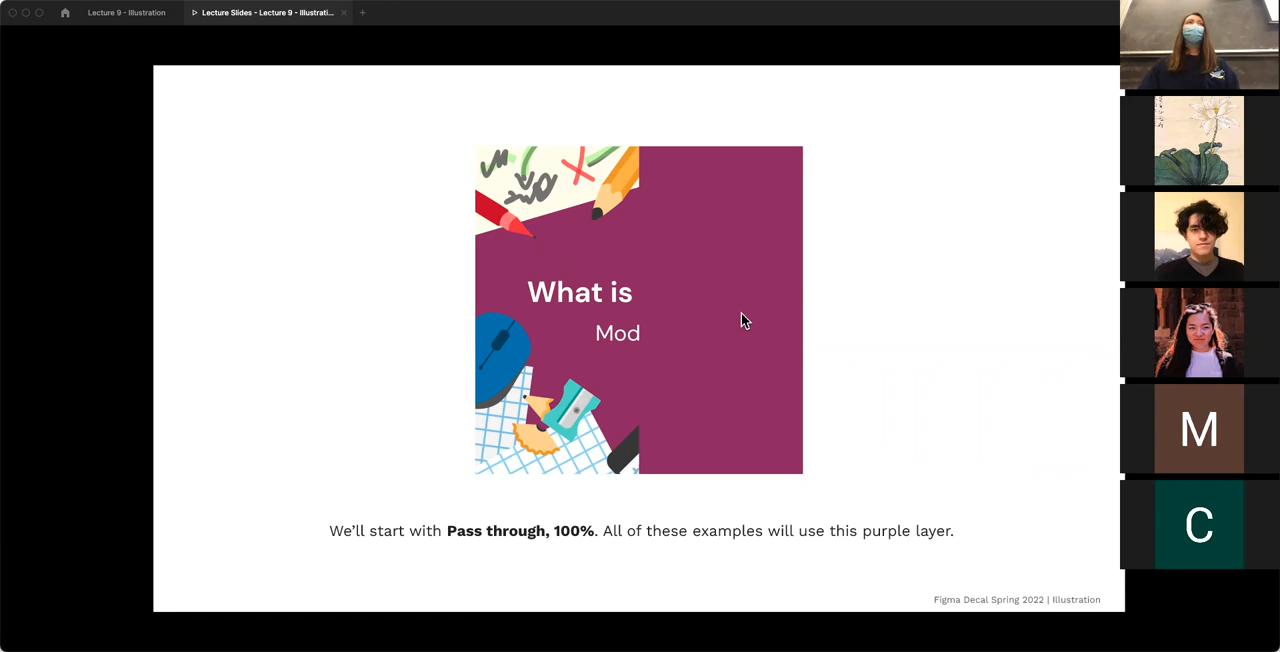 Lecture 9 - Illustration
Lecture Slides - Lecture 9 - Illustrati...
What is
Mod
We’ll start with Pass through, 100%. All of these examples will use this purple layer.
Figma Decal Spring 2022 | Illustration
M
C